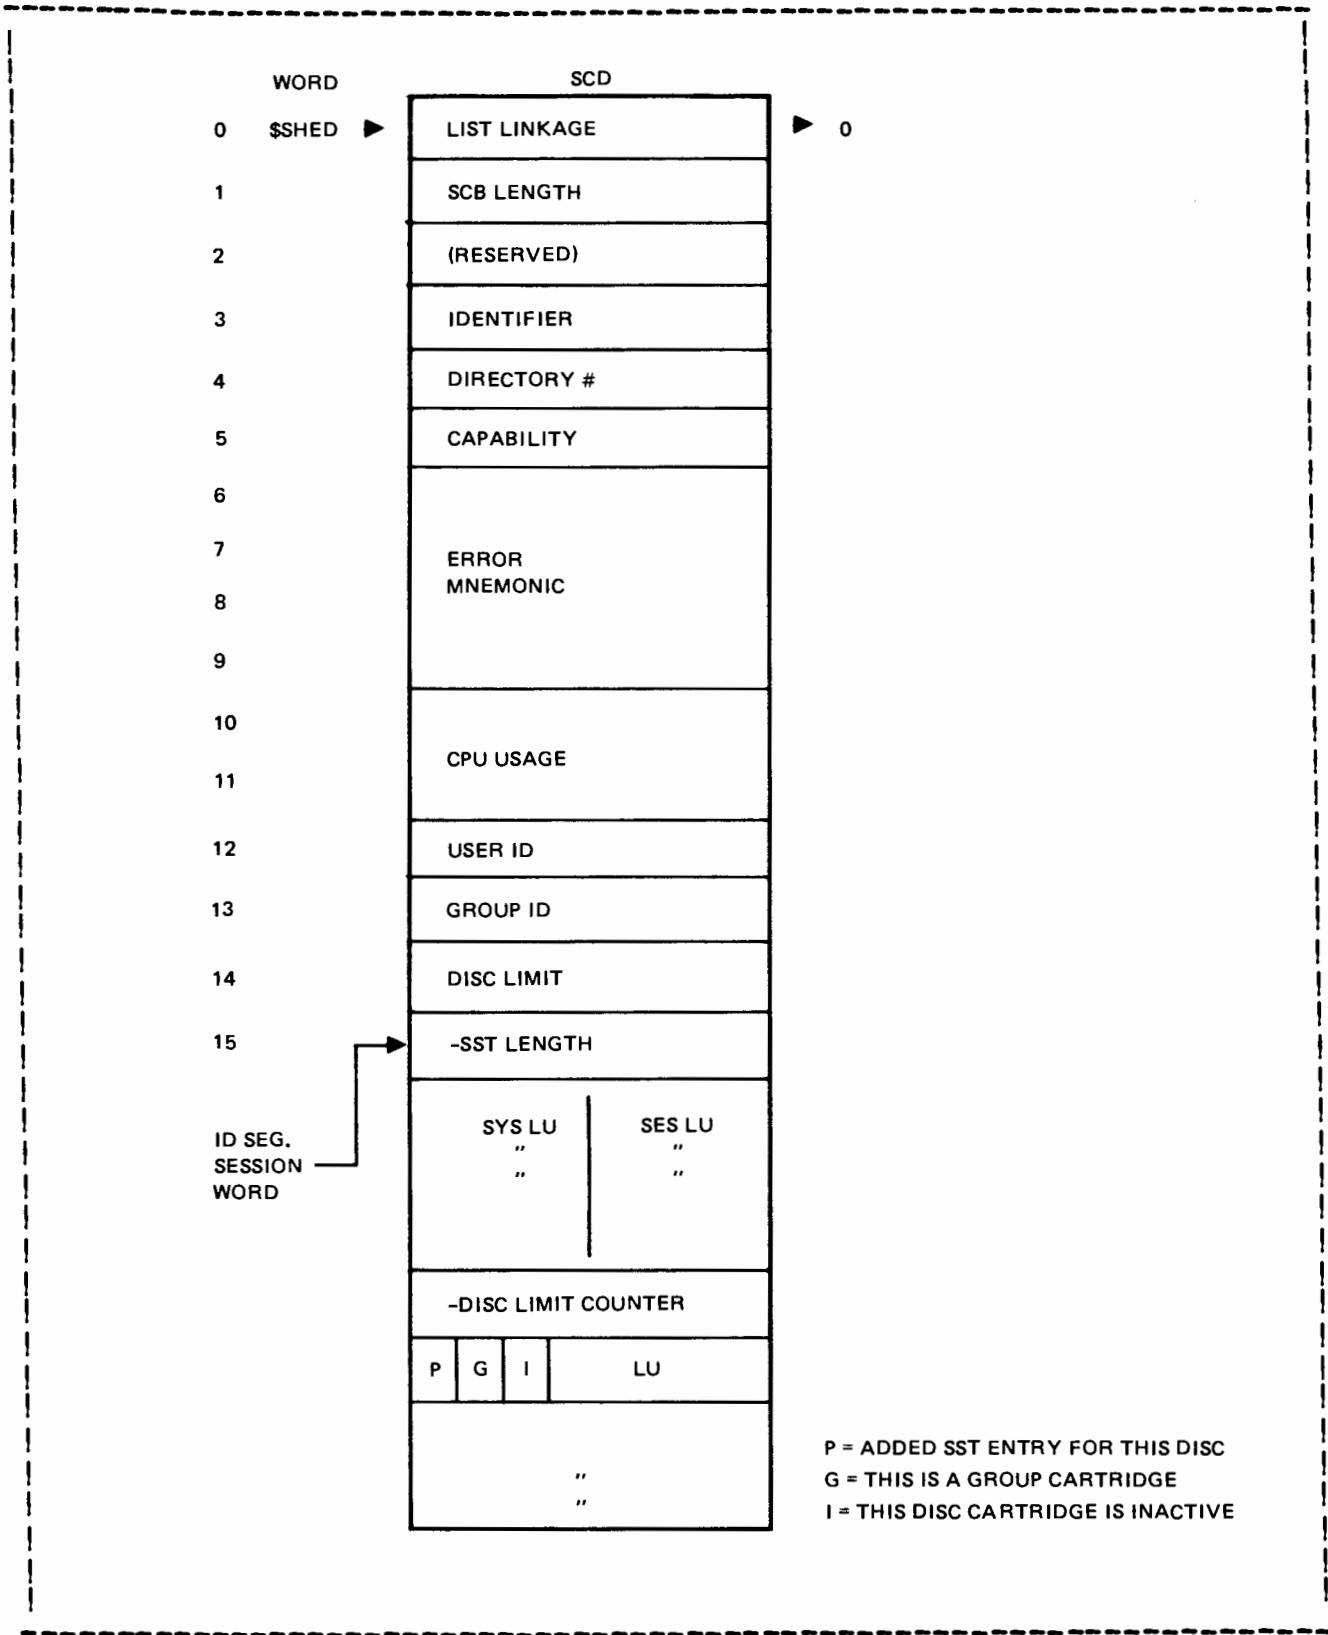 WORD SCD
0 $SHED LIST LINKAGE 0
1 SCB LENGTH
2 (RESERVED)
3 IDENTIFIER
4 DIRECTORY #
5 CAPABILITY
6
7
ERROR
MNEMONIC
8
9
10
CPU USAGE
11
12 USER ID
13 GROUP ID
14 DISC LIMIT
15 -SST LENGTH
ID SEG.
SESSION
WORD
SYS LU SES LU
" "
" "
-DISC LIMIT COUNTER
P G I LU
"
"
P = ADDED SST ENTRY FOR THIS DISC
G = THIS IS A GROUP CARTRIDGE
I = THIS DISC CARTRIDGE IS INACTIVE